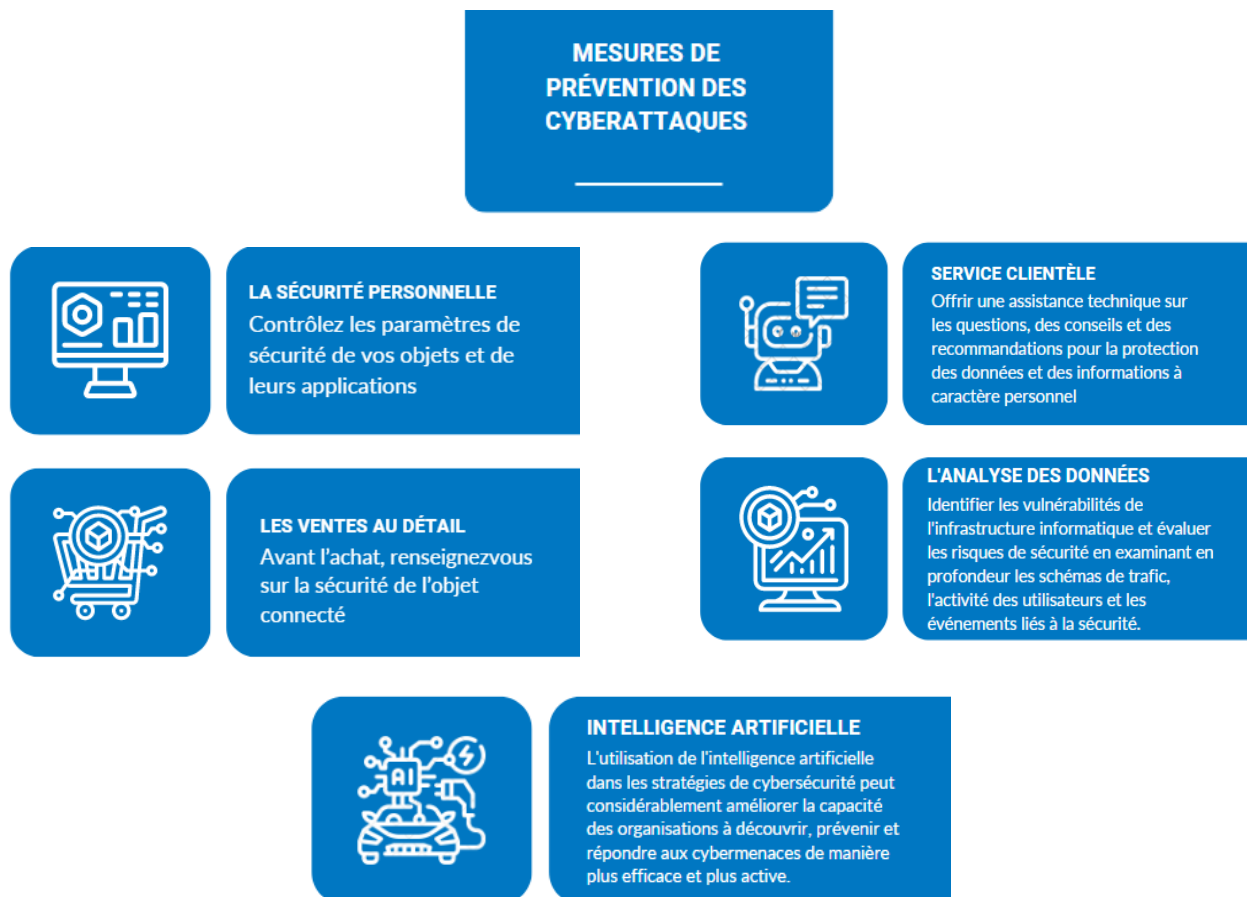 MESURES DE
PRÉVENTION DES
CYBERATTAQUES
LA SÉCURITÉ PERSONNELLE
Contrôlez les paramètres de
sécurité de vos objets et de
leurs applications
SERVICE CLIENTÈLE
Offrir une assistance technique sur
les questions, des conseils et des
recommandations pour la protection
des données et des informations à
caractère personnel
LES VENTES AU DÉTAIL
Avant l'achat, renseignezvous
sur la sécurité de l'objet
connecté
L'ANALYSE DES DONNÉES
Identifier les vulnérabilités de
l'infrastructure informatique et évaluer
les risques de sécurité en examinant en
profondeur les schémas de trafic,
l'activité des utilisateurs et les
événements liés à la sécurité.
AI
INTELLIGENCE ARTIFICIELLE
L'utilisation de l'intelligence artificielle
dans les stratégies de cybersécurité peut
considérablement améliorer la capacité
des organisations à découvrir, prévenir et
répondre aux cybermenaces de manière
plus efficace et plus active.